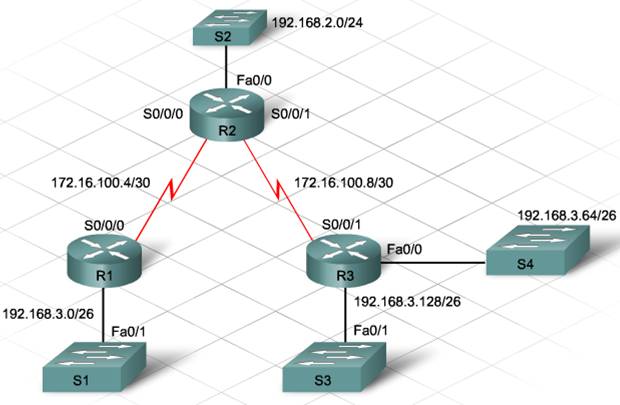 192.168.2.0/24
S2
Fa0/0
S0/0/0
S0/0/1
R2
172.16.100.4/30
172.16.100.8/30
S0/0/0
S0/0/1
192.168.3.64/26
Fa0/0
R1
R3
S4
192.168.3.0/26
192.168.3.128/26
Fa0/1
Fa0/1
S1
S3